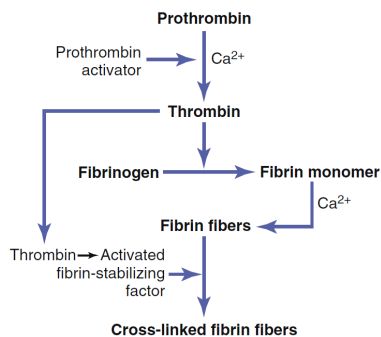 Prothrombin
Prothrombin
activator
Ca²⁺
Thrombin
Fibrinogen
Fibrin monomer
Ca²⁺
Fibrin fibers
Thrombin → Activated
fibrin-stabilizing
factor
Cross-linked fibrin fibers